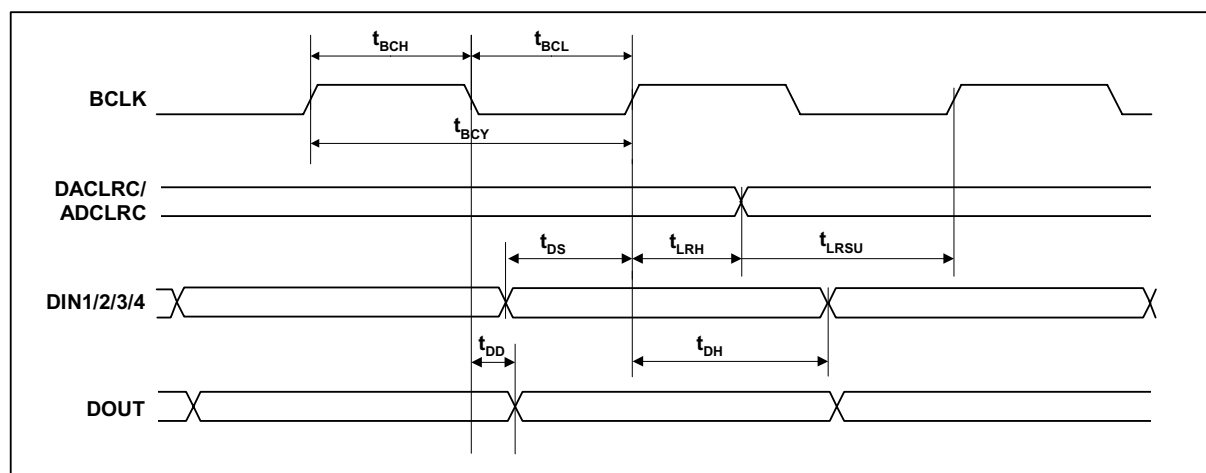 tBCH
tBCL
BCLK
tBCY
DACLRC/
ADCLRC
tDS
tLRH
tLRSU
DIN1/2/3/4
tDD
tDH
DOUT